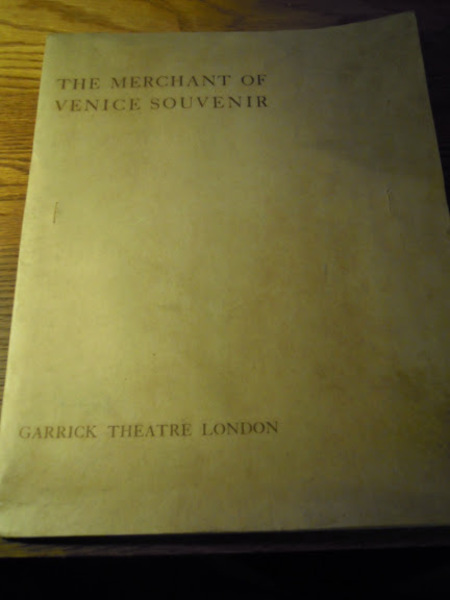 THE MERCHANT OF
VENICE SOUVENIR
GARRICK THEATRE LONDON